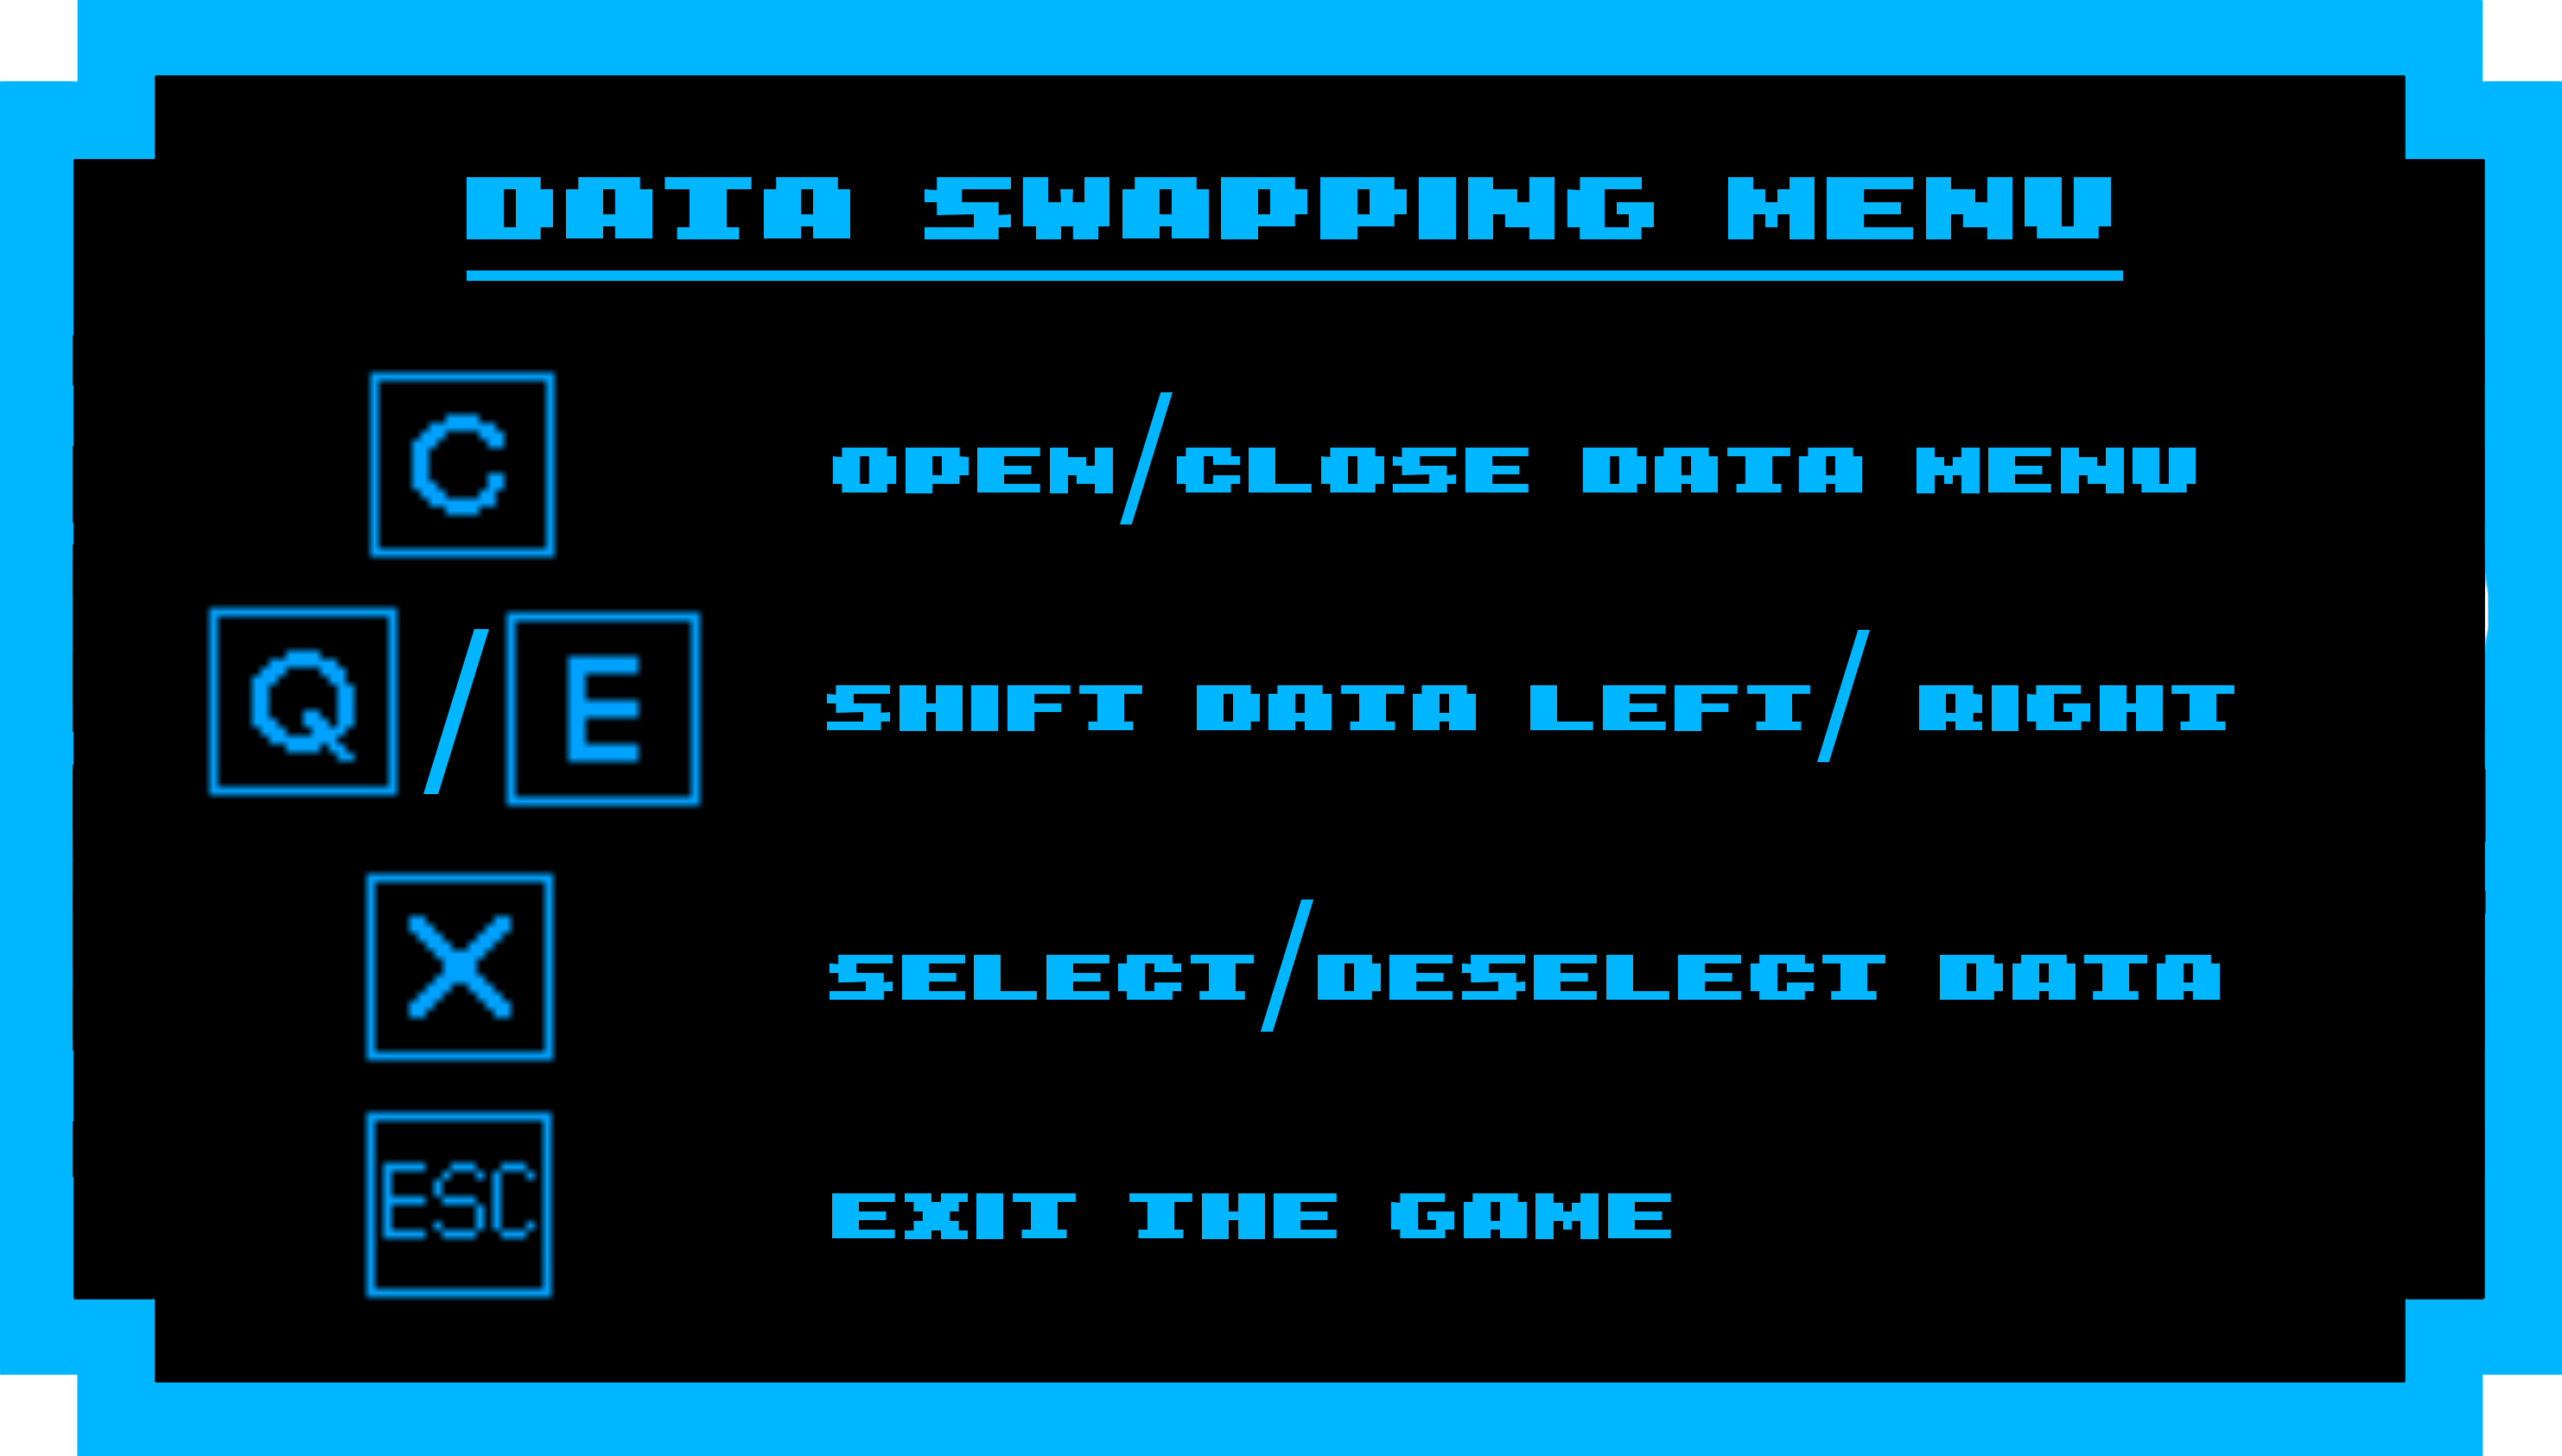 DATA SWAPPING MENU
C OPEN/CLOSE DATA MENU
Q / E SHIFT DATA LEFT/ RIGHT
X SELECT/DESELECT DATA
ESC EXIT THE GAME